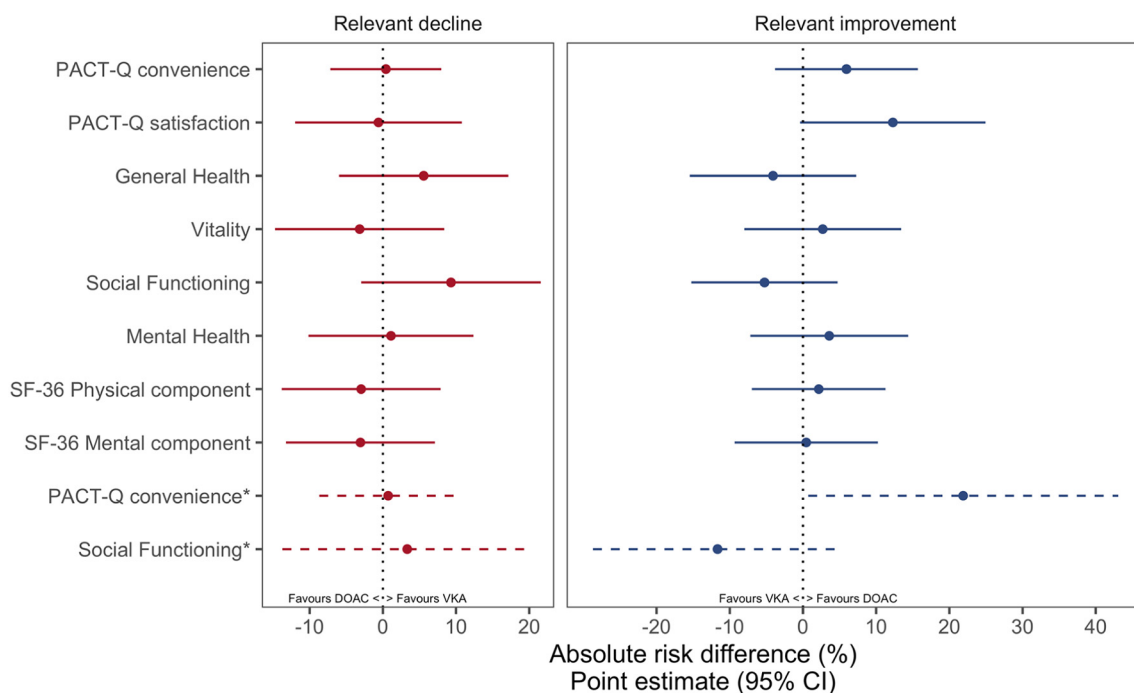 Relevant decline
Relevant improvement
PACT-Q convenience
PACT-Q satisfaction
General Health
Vitality
Social Functioning
Mental Health
SF-36 Physical component
SF-36 Mental component
PACT-Q convenience*
Social Functioning*
Favours DOAC <·> Favours VKA
Favours VKA <·> Favours DOAC
-10 0 10 20
-20 -10 0 10 20 30 40
Absolute risk difference (%)
Point estimate (95% CI)